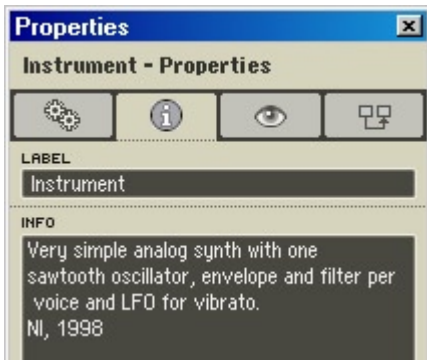 Properties
Instrument - Properties
LABEL
Instrument
INFO
Very simple analog synth with one
sawtooth oscillator, envelope and filter per
voice and LFO for vibrato.
NI, 1998